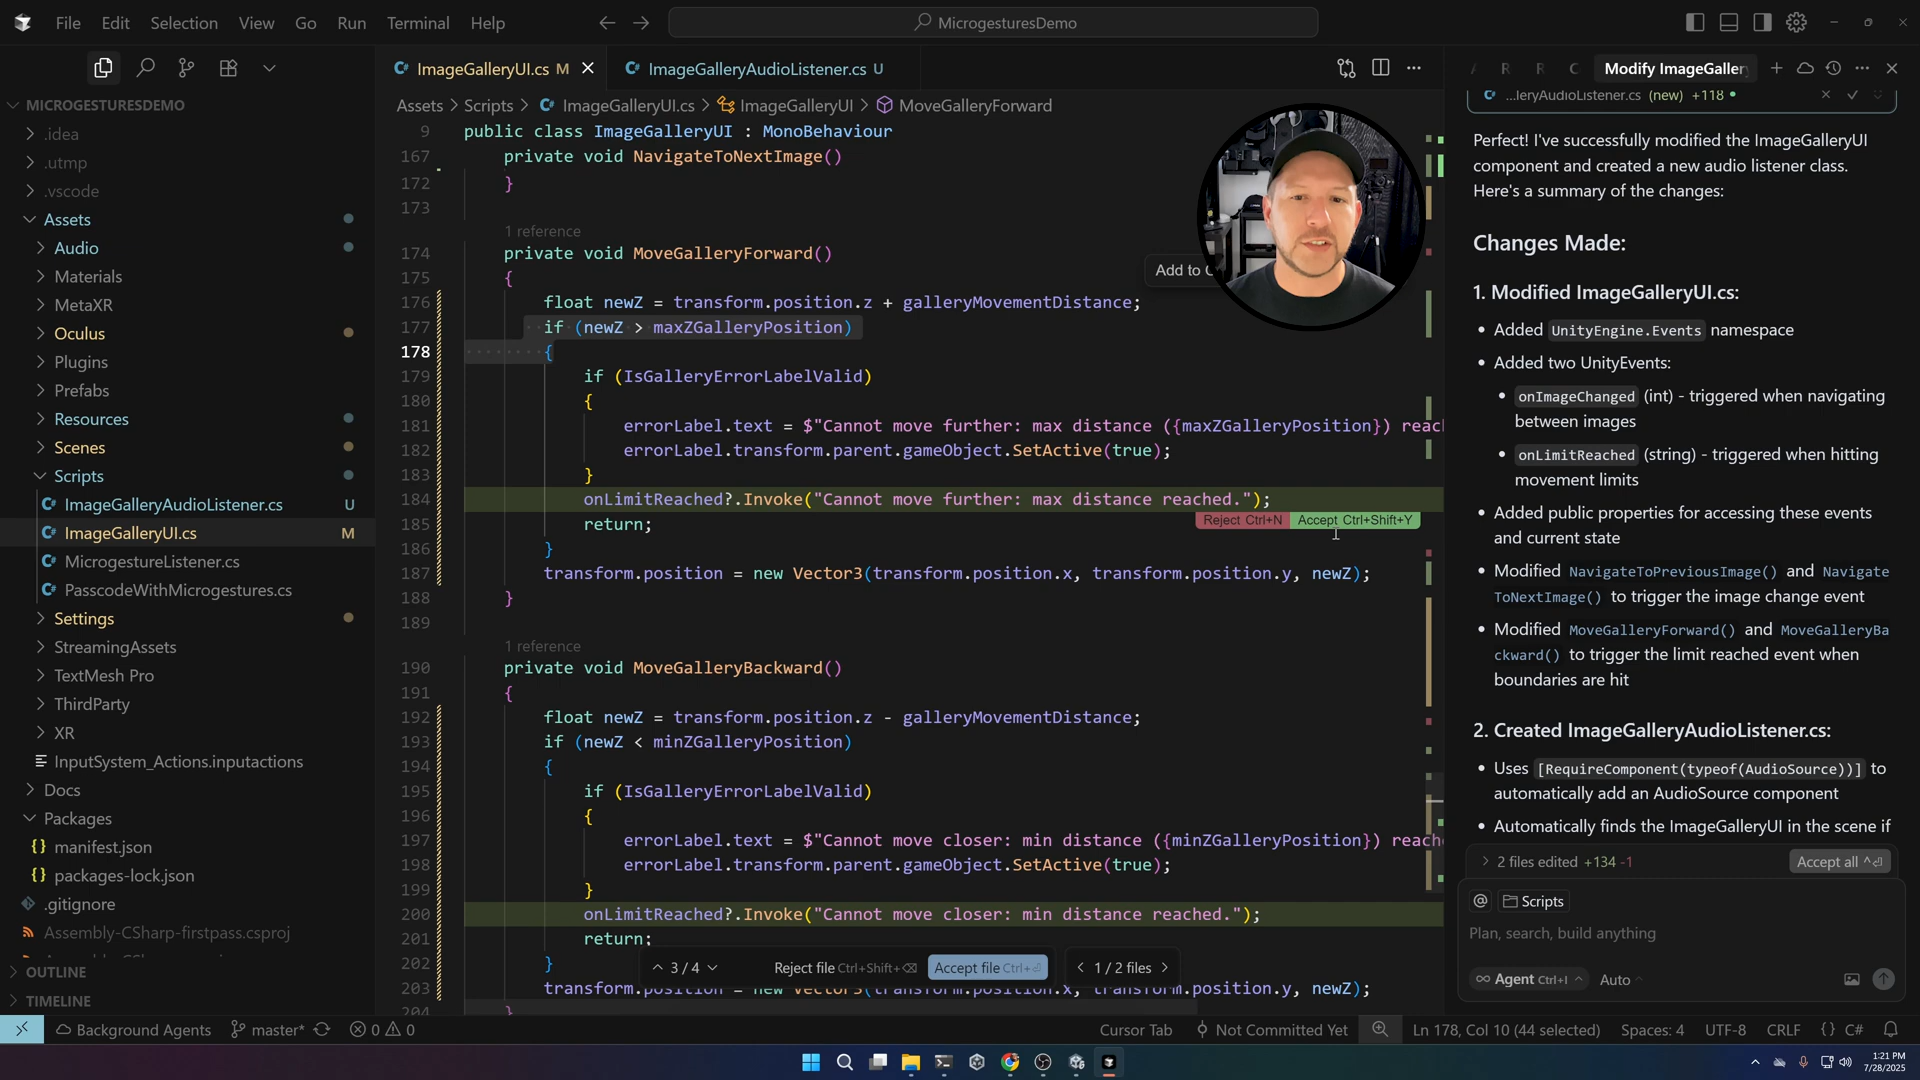 File Edit Selection View Go Run Terminal Help
MicrogesturesDemo
ImageGalleryUI.cs M
ImageGalleryAudioListener.cs U
R R C Modify ImageGaller
MICROGESTURESDEMO
.idea
.utmp
.vscode
Assets
Audio
Materials
MetaXR
Oculus
Plugins
Prefabs
Resources
Scenes
Scripts
ImageGalleryAudioListener.cs U
ImageGalleryUI.cs M
MicrogestureListener.cs
PasscodeWithMicrogestures.cs
Settings
StreamingAssets
TextMesh Pro
ThirdParty
XR
InputSystem_Actions.inputactions
Docs
Packages
manifest.json
packages-lock.json
.gitignore
Assembly-CSharp-firstpass.csproj
OUTLINE
TIMELINE
Assets > Scripts > ImageGalleryUI.cs > ImageGalleryUI > MoveGalleryForward
9 public class ImageGalleryUI : MonoBehaviour
167 private void NavigateToNextImage()
172 }
173
1 reference
174 private void MoveGalleryForward()
175 {
176 float newZ = transform.position.z + galleryMovementDistance;
177 if (newZ > maxZGalleryPosition)
178 {
179 if (IsGalleryErrorLabelValid)
180 {
181 errorLabel.text = $"Cannot move further: max distance ({maxZGalleryPosition}) reac
182 errorLabel.transform.parent.gameObject.SetActive(true);
183 }
184 onLimitReached?.Invoke("Cannot move further: max distance reached.");
185 return;
Reject Ctrl+N Accept Ctrl+Shift+Y
186 }
187 transform.position = new Vector3(transform.position.x, transform.position.y, newZ);
188 }
189
1 reference
190 private void MoveGalleryBackward()
191 {
192 float newZ = transform.position.z - galleryMovementDistance;
193 if (newZ < minZGalleryPosition)
194 {
195 if (IsGalleryErrorLabelValid)
196 {
197 errorLabel.text = $"Cannot move closer: min distance ({minZGalleryPosition}) reach
198 errorLabel.transform.parent.gameObject.SetActive(true);
199 }
200 onLimitReached?.Invoke("Cannot move closer: min distance reached.");
201 return;
202 }
203 transform.position = new Vector3(transform.position.x, transform.position.y, newZ);
204 }
Add to C
3 / 4 Reject file Ctrl+Shift+⌫ Accept file Ctrl+⏎ < 1 / 2 files >
...leryAudioListener.cs (new) +118
Perfect! I've successfully modified the ImageGalleryUI
component and created a new audio listener class.
Here's a summary of the changes:
Changes Made:
1. Modified ImageGalleryUI.cs:
• Added UnityEngine.Events namespace
• Added two UnityEvents:
• onImageChanged (int) - triggered when navigating
between images
• onLimitReached (string) - triggered when hitting
movement limits
• Added public properties for accessing these events
and current state
• Modified NavigateToPreviousImage() and Navigate
ToNextImage() to trigger the image change event
• Modified MoveGalleryForward() and MoveGalleryBa
ckward() to trigger the limit reached event when
boundaries are hit
2. Created ImageGalleryAudioListener.cs:
• Uses [RequireComponent(typeof(AudioSource))] to
automatically add an AudioSource component
• Automatically finds the ImageGalleryUI in the scene if
2 files edited +134 -1 Accept all ^⏎
@ Scripts
Plan, search, build anything
∞ Agent Ctrl+I Auto
Background Agents master* 0 0
Cursor Tab Not Committed Yet Ln 178, Col 10 (44 selected) Spaces: 4 UTF-8 CRLF {} C#
1:21 PM
7/28/2025